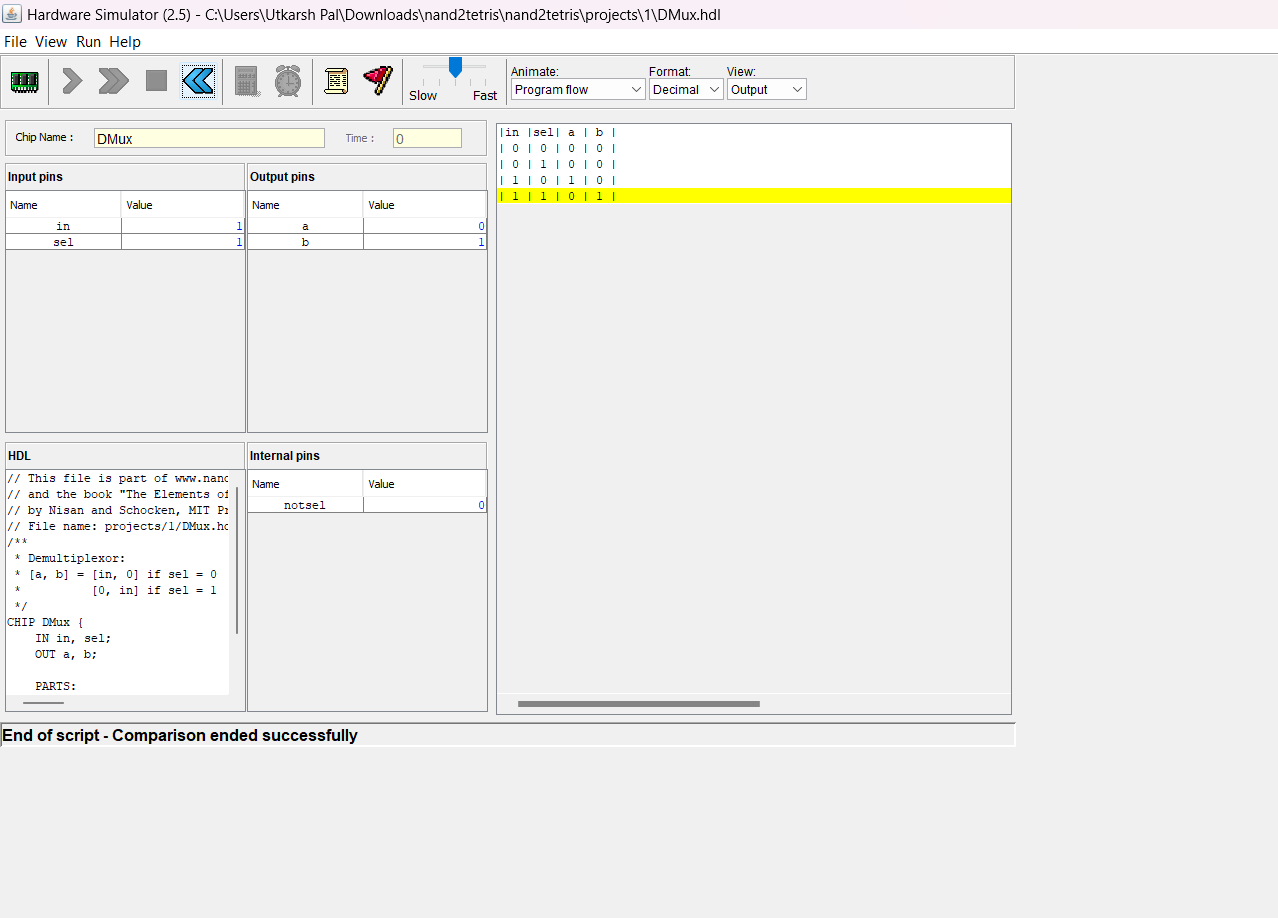 Hardware Simulator (2.5) - C:\Users\Utkarsh Pal\Downloads\nand2tetris\nand2tetris\projects\1\DMux.hdl
File View Run Help
Slow Fast
Animate: Format: View:
Program flow Decimal Output
Chip Name : DMux Time : 0
Input pins
Name Value
in 1
sel 1
Output pins
Name Value
a 0
b 1
HDL
// This file is part of www.nand
// and the book "The Elements of
// by Nisan and Schocken, MIT Pr
// File name: projects/1/DMux.hd
/**
* Demultiplexor:
* [a, b] = [in, 0] if sel = 0
* [0, in] if sel = 1
*/
CHIP DMux {
IN in, sel;
OUT a, b;
PARTS:
Internal pins
Name Value
notsel 0
|in |sel| a | b |
| 0 | 0 | 0 | 0 |
| 0 | 1 | 0 | 0 |
| 1 | 0 | 1 | 0 |
| 1 | 1 | 0 | 1 |
End of script - Comparison ended successfully